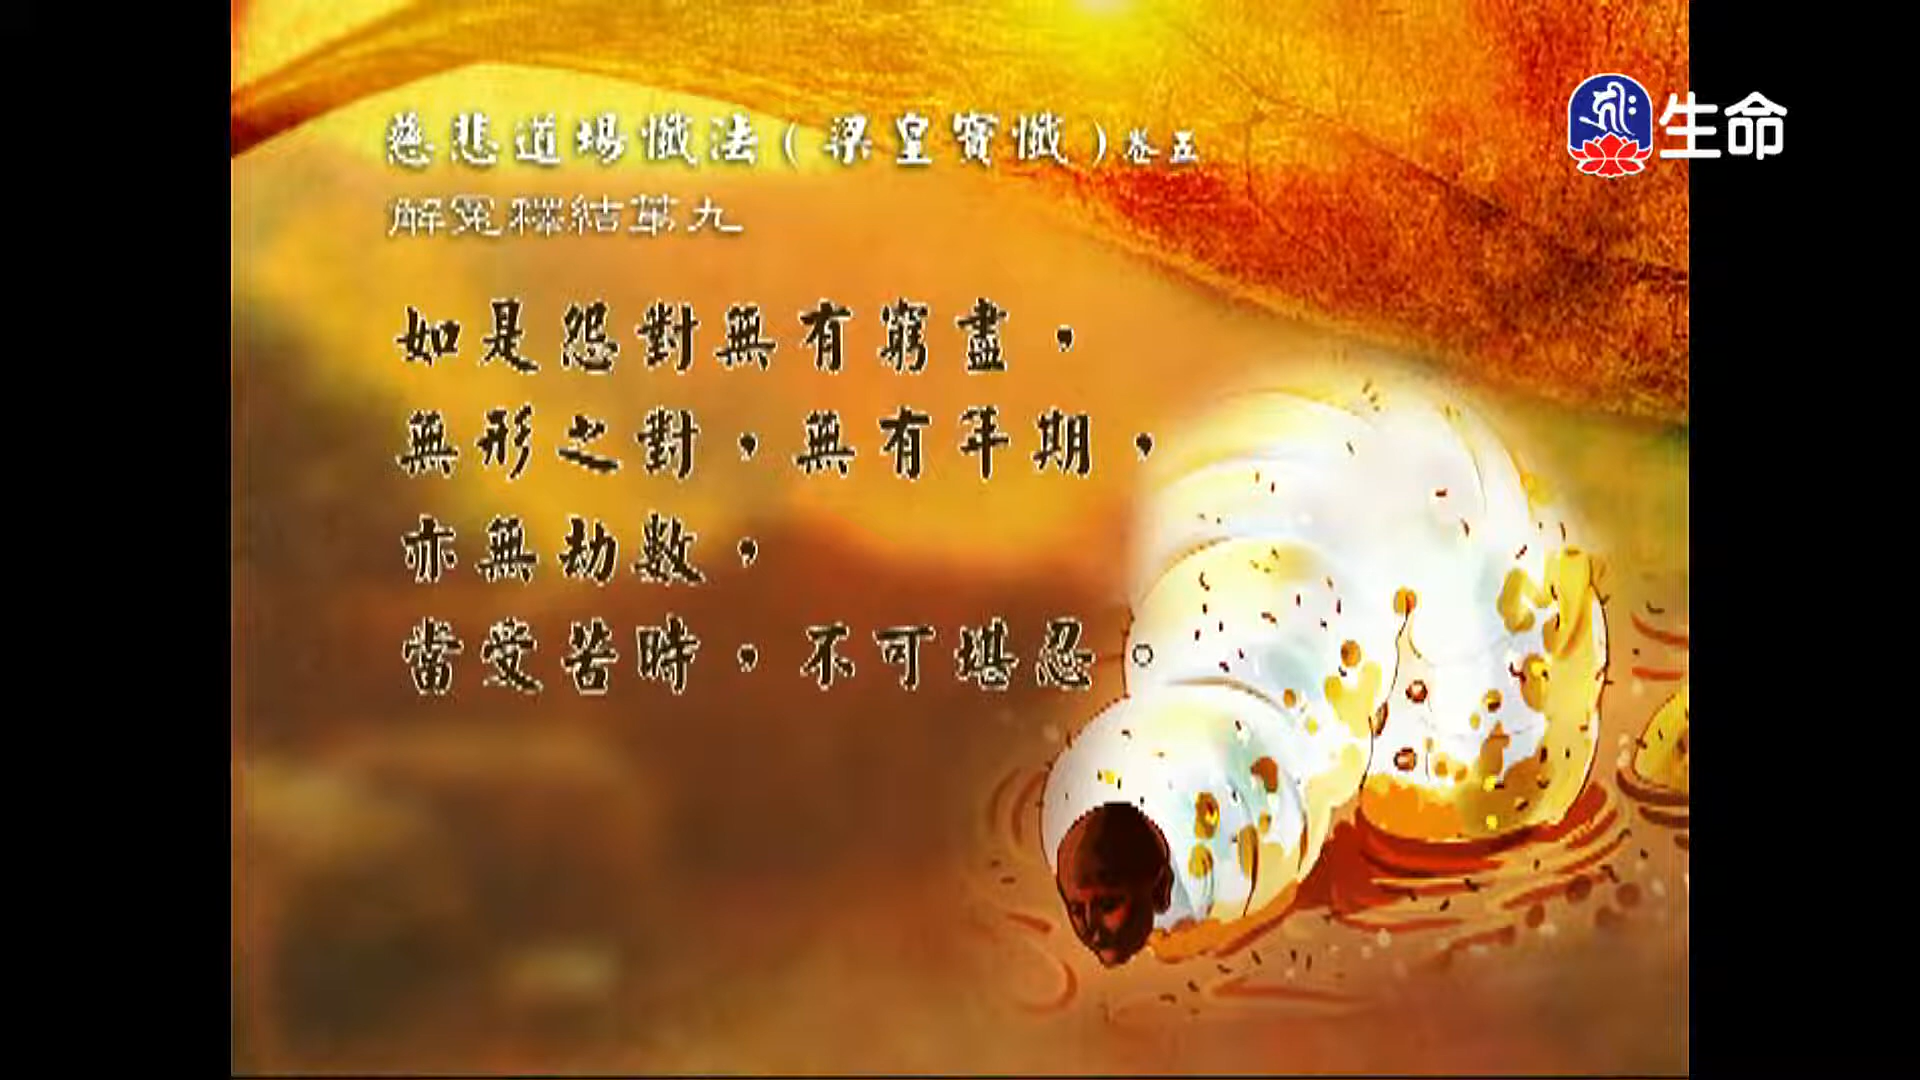 慈悲道場懺法（梁皇寶懺）卷五
生命
解冤釋結第九
如是怨對無有窮盡，
無形之對，無有年期，
亦無劫數，
當受苦時，不可堪忍。